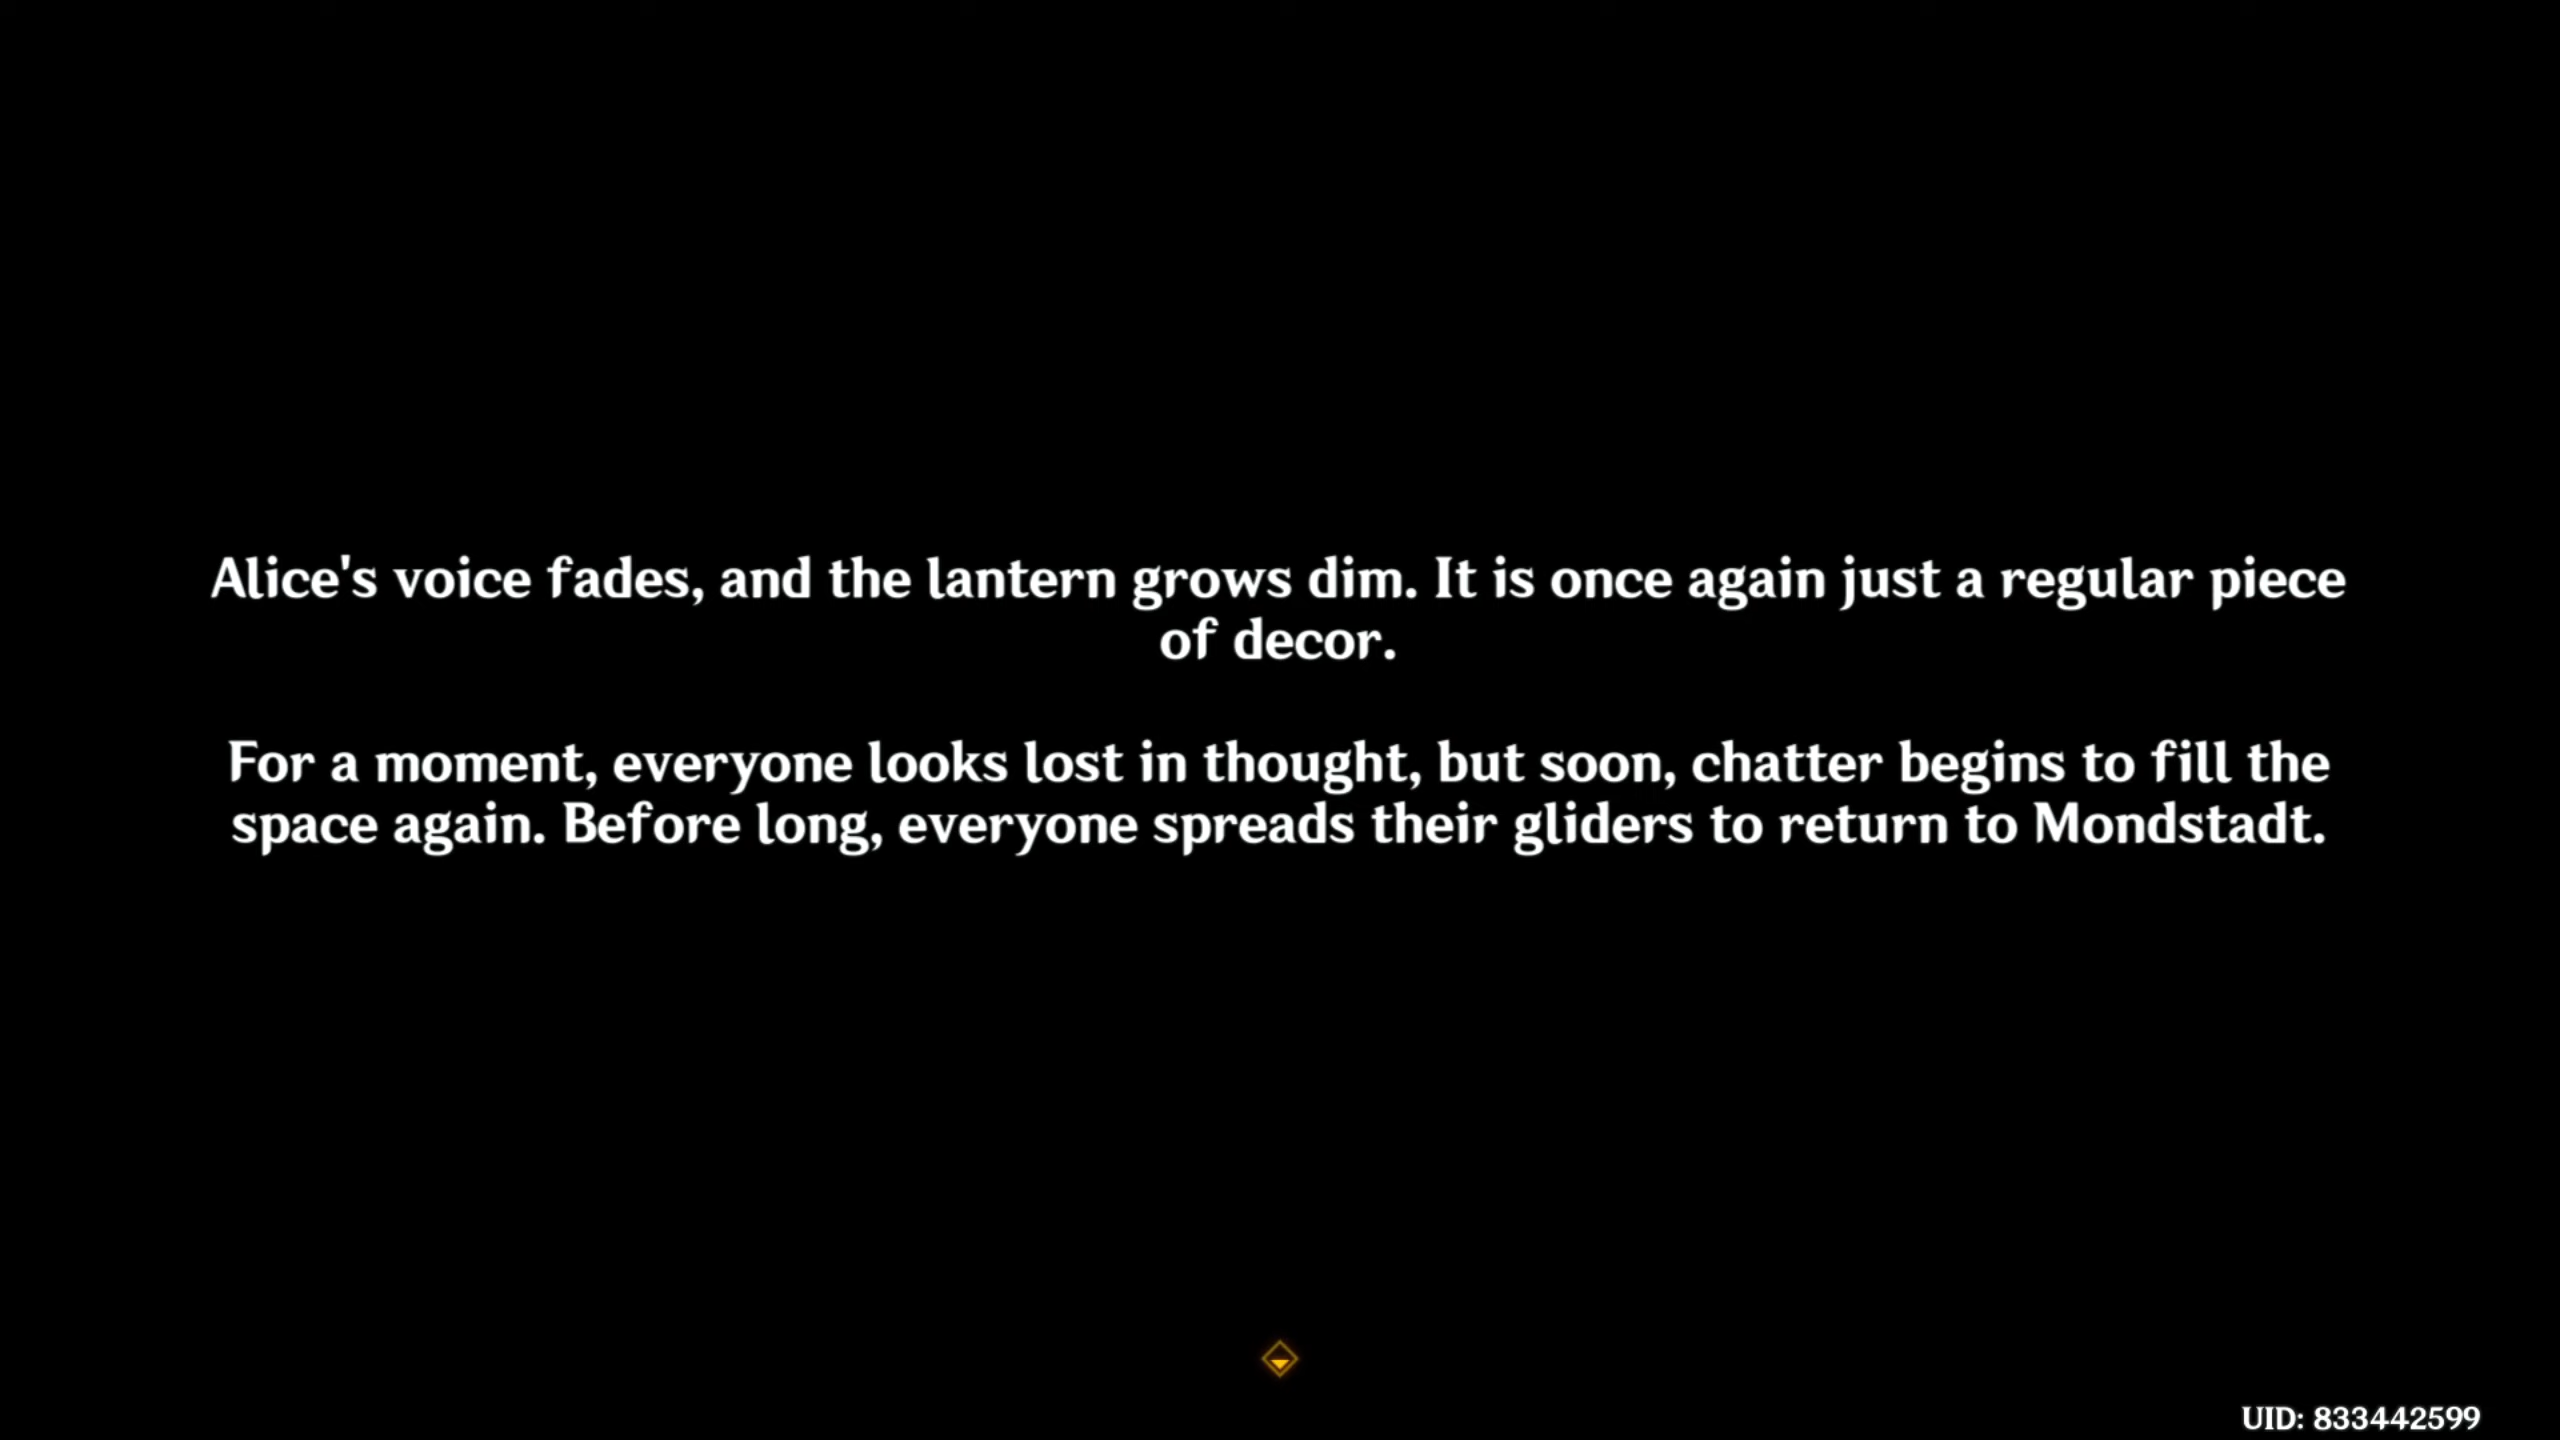 Alice's voice fades, and the lantern grows dim. It is once again just a regular piece
of decor.
For a moment, everyone looks lost in thought, but soon, chatter begins to fill the
space again. Before long, everyone spreads their gliders to return to Mondstadt.
UID: 833442599